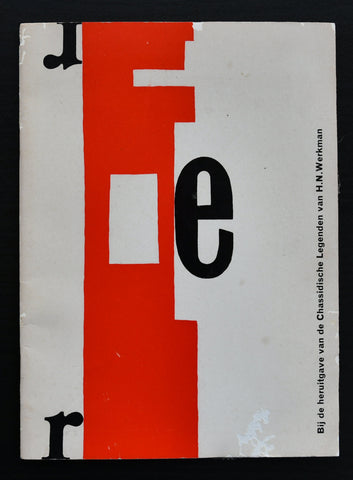 r
e
r
Bij de heruitgave van de Chassidische Legenden van H.N.Werkman